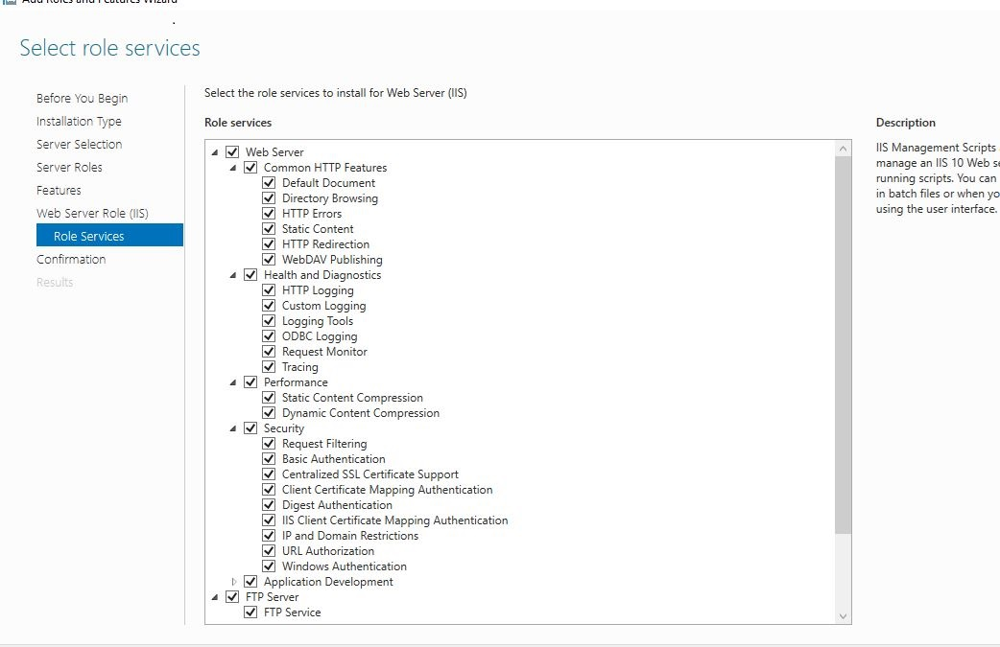 Add Roles and Features Wizard
Select role services
Before You Begin
Installation Type
Server Selection
Server Roles
Features
Web Server Role (IIS)
Role Services
Confirmation
Results
Select the role services to install for Web Server (IIS)
Role services
Web Server
Common HTTP Features
Default Document
Directory Browsing
HTTP Errors
Static Content
HTTP Redirection
WebDAV Publishing
Health and Diagnostics
HTTP Logging
Custom Logging
Logging Tools
ODBC Logging
Request Monitor
Tracing
Performance
Static Content Compression
Dynamic Content Compression
Security
Request Filtering
Basic Authentication
Centralized SSL Certificate Support
Client Certificate Mapping Authentication
Digest Authentication
IIS Client Certificate Mapping Authentication
IP and Domain Restrictions
URL Authorization
Windows Authentication
Application Development
FTP Server
FTP Service
Description
IIS Management Scripts
manage an IIS 10 Web se
running scripts. You can
in batch files or when yo
using the user interface.